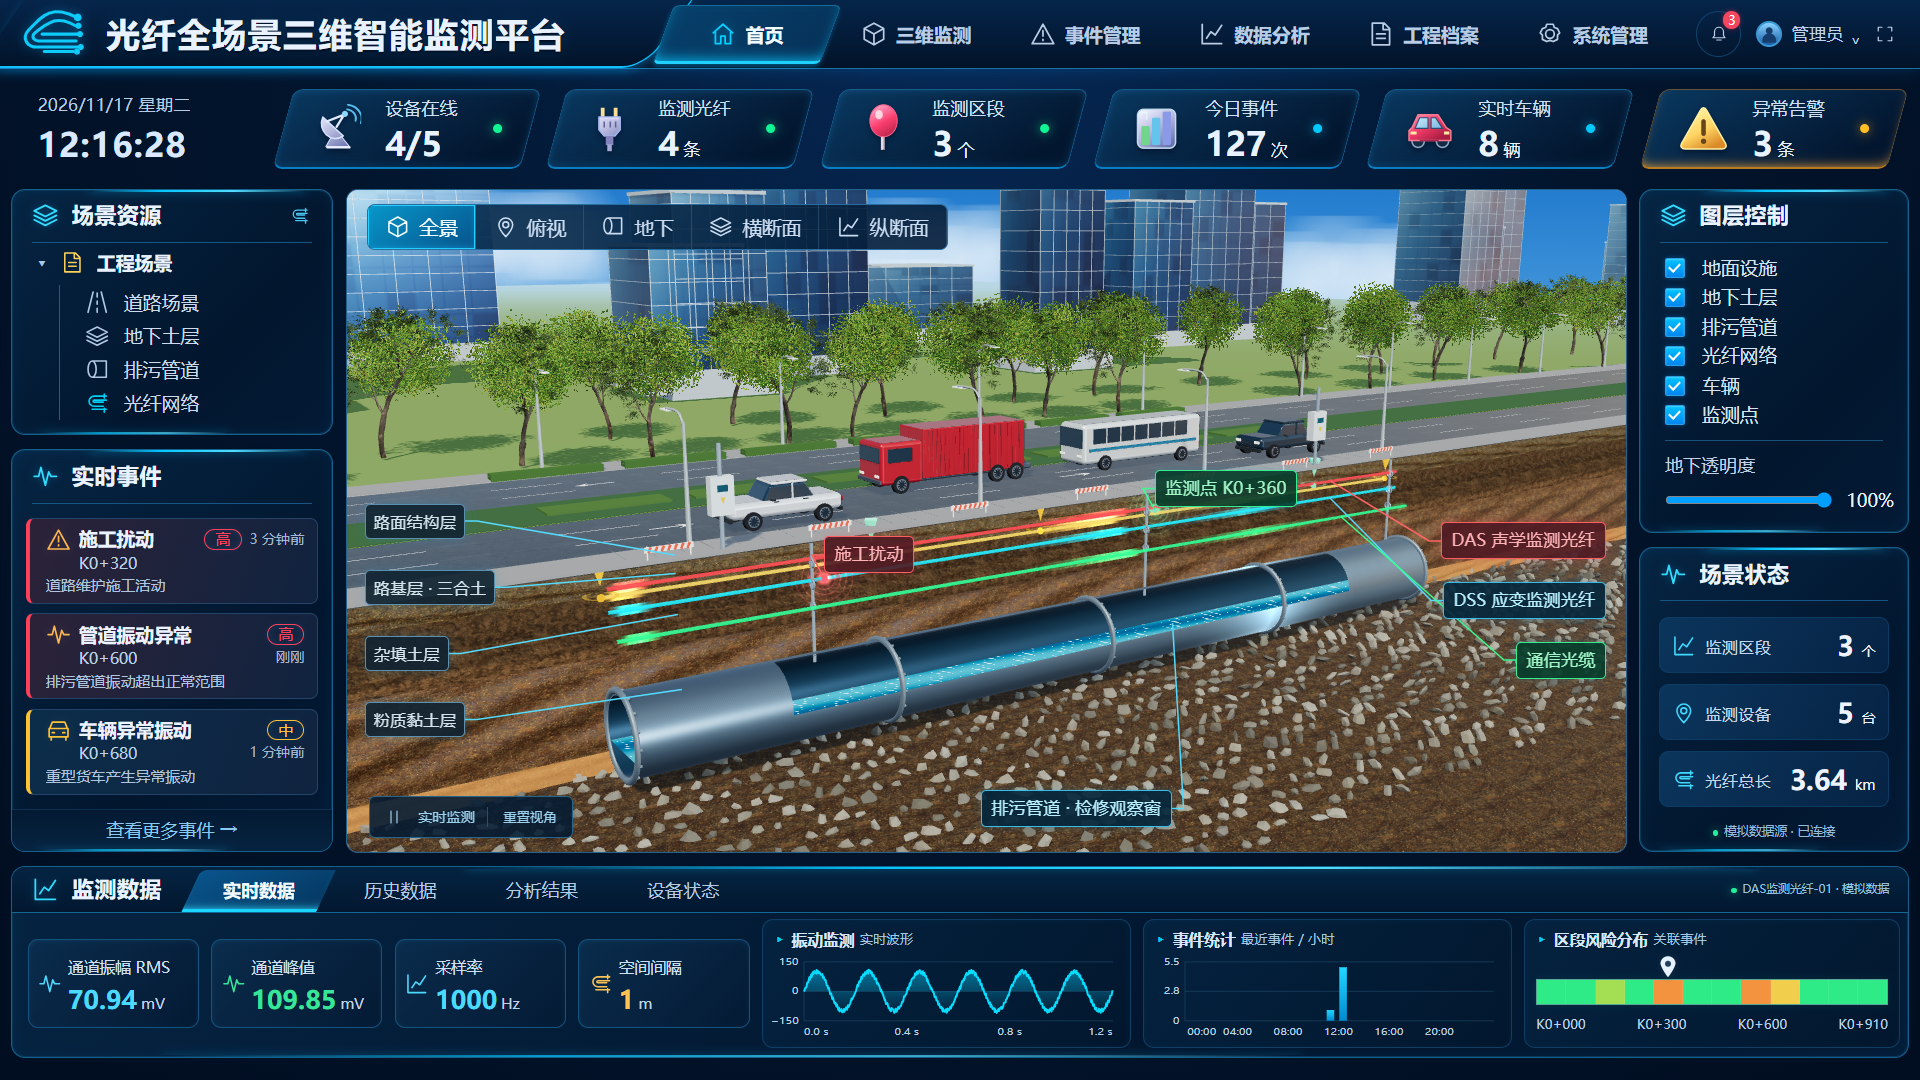 光纤全场景三维智能监测平台
首页
三维监测
事件管理
数据分析
工程档案
系统管理
3
管理员
2026/11/17 星期二
12:16:28
设备在线
4/5
监测光纤
4 条
监测区段
3 个
今日事件
127 次
实时车辆
8 辆
异常告警
3 条
场景资源
工程场景
道路场景
地下土层
排污管道
光纤网络
实时事件
施工扰动 高 3 分钟前
K0+320
道路维护施工活动
管道振动异常 高
K0+600 刚刚
排污管道振动超出正常范围
车辆异常振动 中
K0+680 1 分钟前
重型货车产生异常振动
查看更多事件
全景
俯视
地下
横断面
纵断面
路面结构层
路基层 · 三合土
杂填土层
粉质黏土层
施工扰动
监测点 K0+360
DAS 声学监测光纤
DSS 应变监测光纤
通信光缆
排污管道 · 检修观察窗
实时监测 重置视角
图层控制
地面设施
地下土层
排污管道
光纤网络
车辆
监测点
地下透明度
100%
场景状态
监测区段 3 个
监测设备 5 台
光纤总长 3.64 km
模拟数据源 · 已连接
监测数据
实时数据
历史数据
分析结果
设备状态
DAS监测光纤-01 · 模拟数据
通道振幅 RMS
70.94 mV
通道峰值
109.85 mV
采样率
1000 Hz
空间间隔
1 m
振动监测 实时波形
150
0
-150
0.0 s 0.4 s 0.8 s 1.2 s
事件统计 最近事件 / 小时
5.5
2.8
0
00:00 04:00 08:00 12:00 16:00 20:00
区段风险分布 关联事件
K0+000 K0+300 K0+600 K0+910